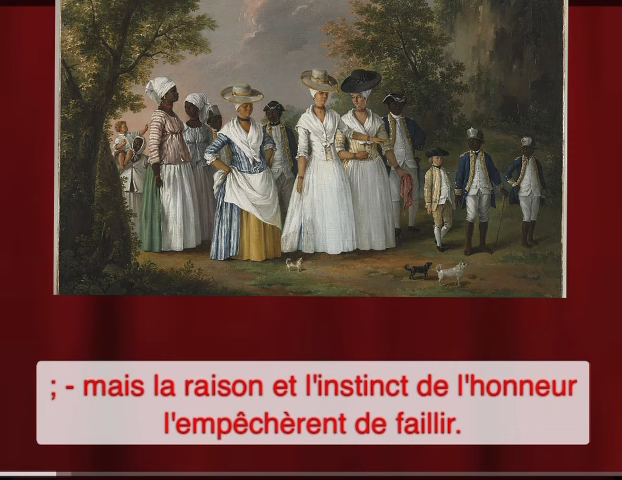 ; - mais la raison et l'instinct de l'honneur
l'empêchèrent de faillir.